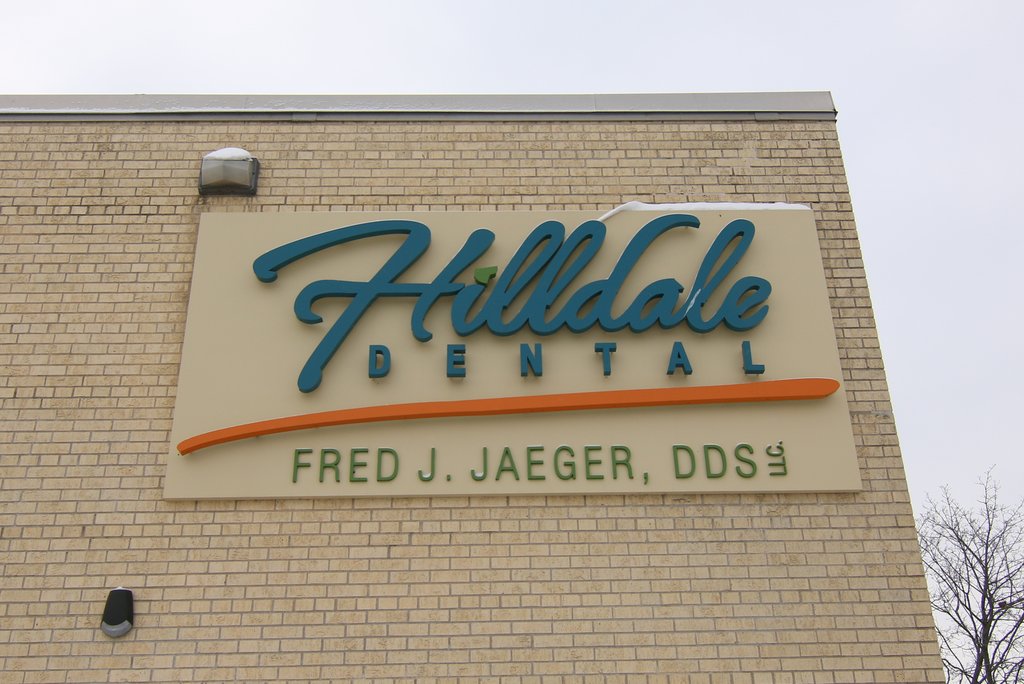 Hilldale
DENTAL
FRED J. JAEGER, DDS LLC.